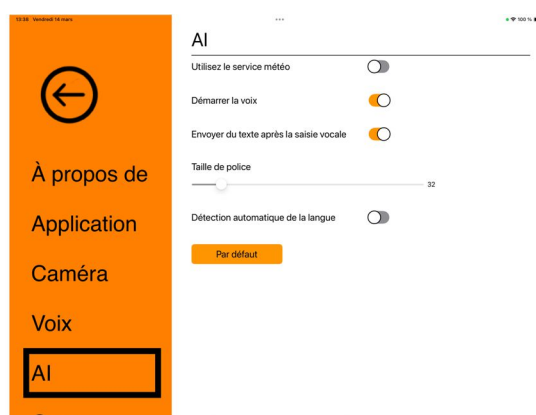 13:38 Vendredi 16 mars
100 %
À propos de
Application
Caméra
Voix
AI
AI
Utilisez le service météo
Démarrer la voix
Envoyer du texte après la saisie vocale
Taille de police
32
Détection automatique de la langue
Par défaut